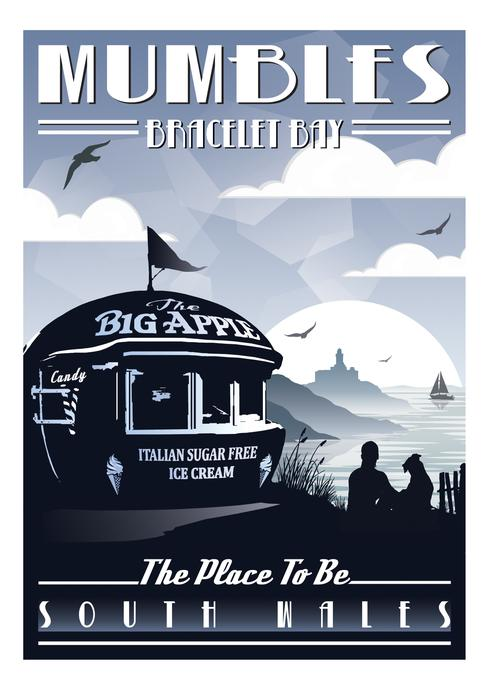 MUMBLES
BRACELET BAY
The
BIG APPLE
Candy
ITALIAN SUGAR FREE
ICE CREAM
The Place To Be
SOUTH WALES